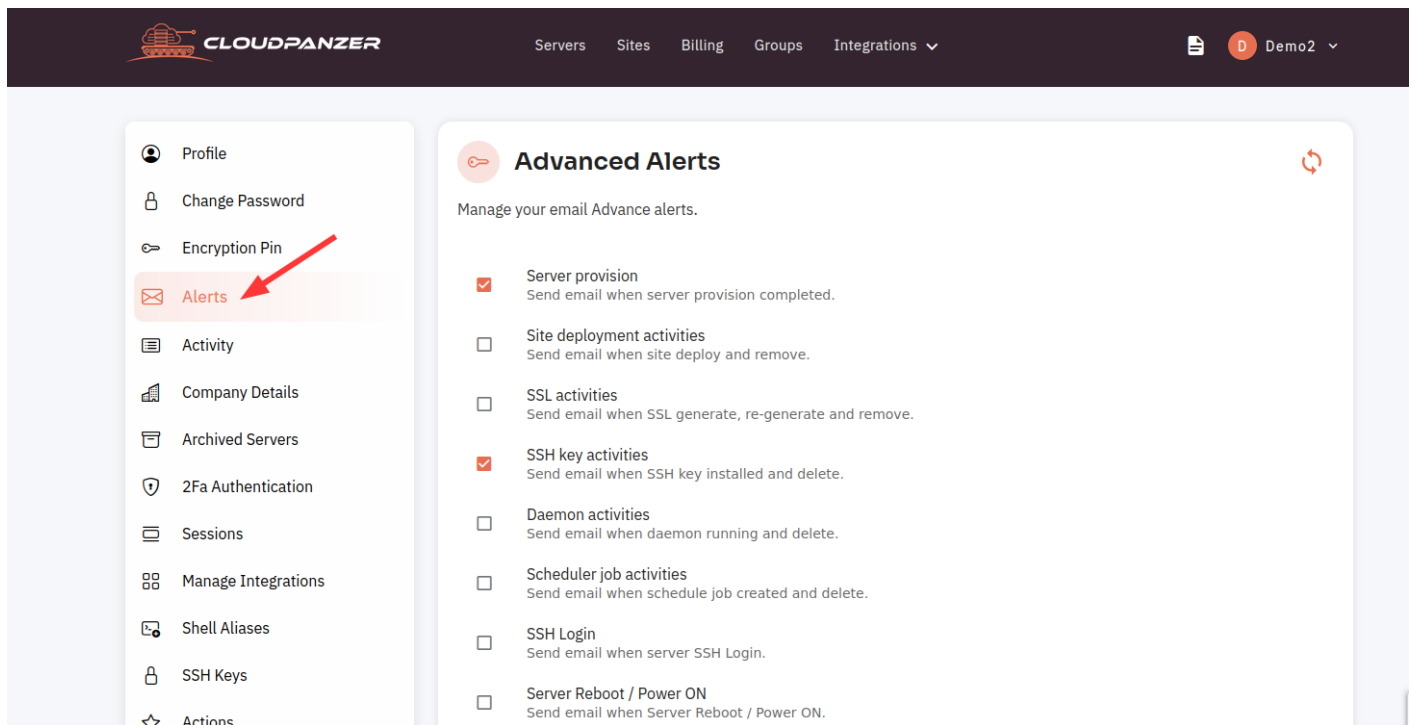 CLOUDPANZER
Servers Sites Billing Groups Integrations
D Demo2
Profile
Change Password
Encryption Pin
Alerts
Activity
Company Details
Archived Servers
2Fa Authentication
Sessions
Manage Integrations
Shell Aliases
SSH Keys
Actions
Advanced Alerts
Manage your email Advance alerts.
Server provision
Send email when server provision completed.
Site deployment activities
Send email when site deploy and remove.
SSL activities
Send email when SSL generate, re-generate and remove.
SSH key activities
Send email when SSH key installed and delete.
Daemon activities
Send email when daemon running and delete.
Scheduler job activities
Send email when schedule job created and delete.
SSH Login
Send email when server SSH Login.
Server Reboot / Power ON
Send email when Server Reboot / Power ON.